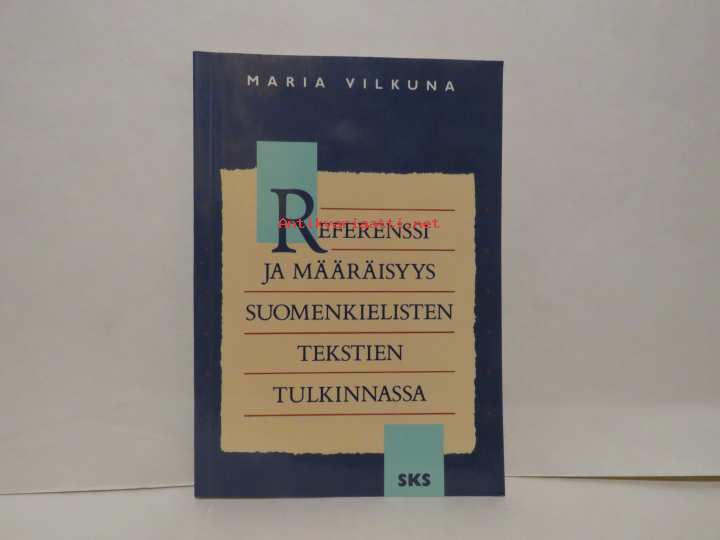 MARIA VILKUNA
REFERENSSI
Antikvariaatti.net
JA MÄÄRÄISYYS
SUOMENKIELISTEN
TEKSTIEN
TULKINNASSA
SKS